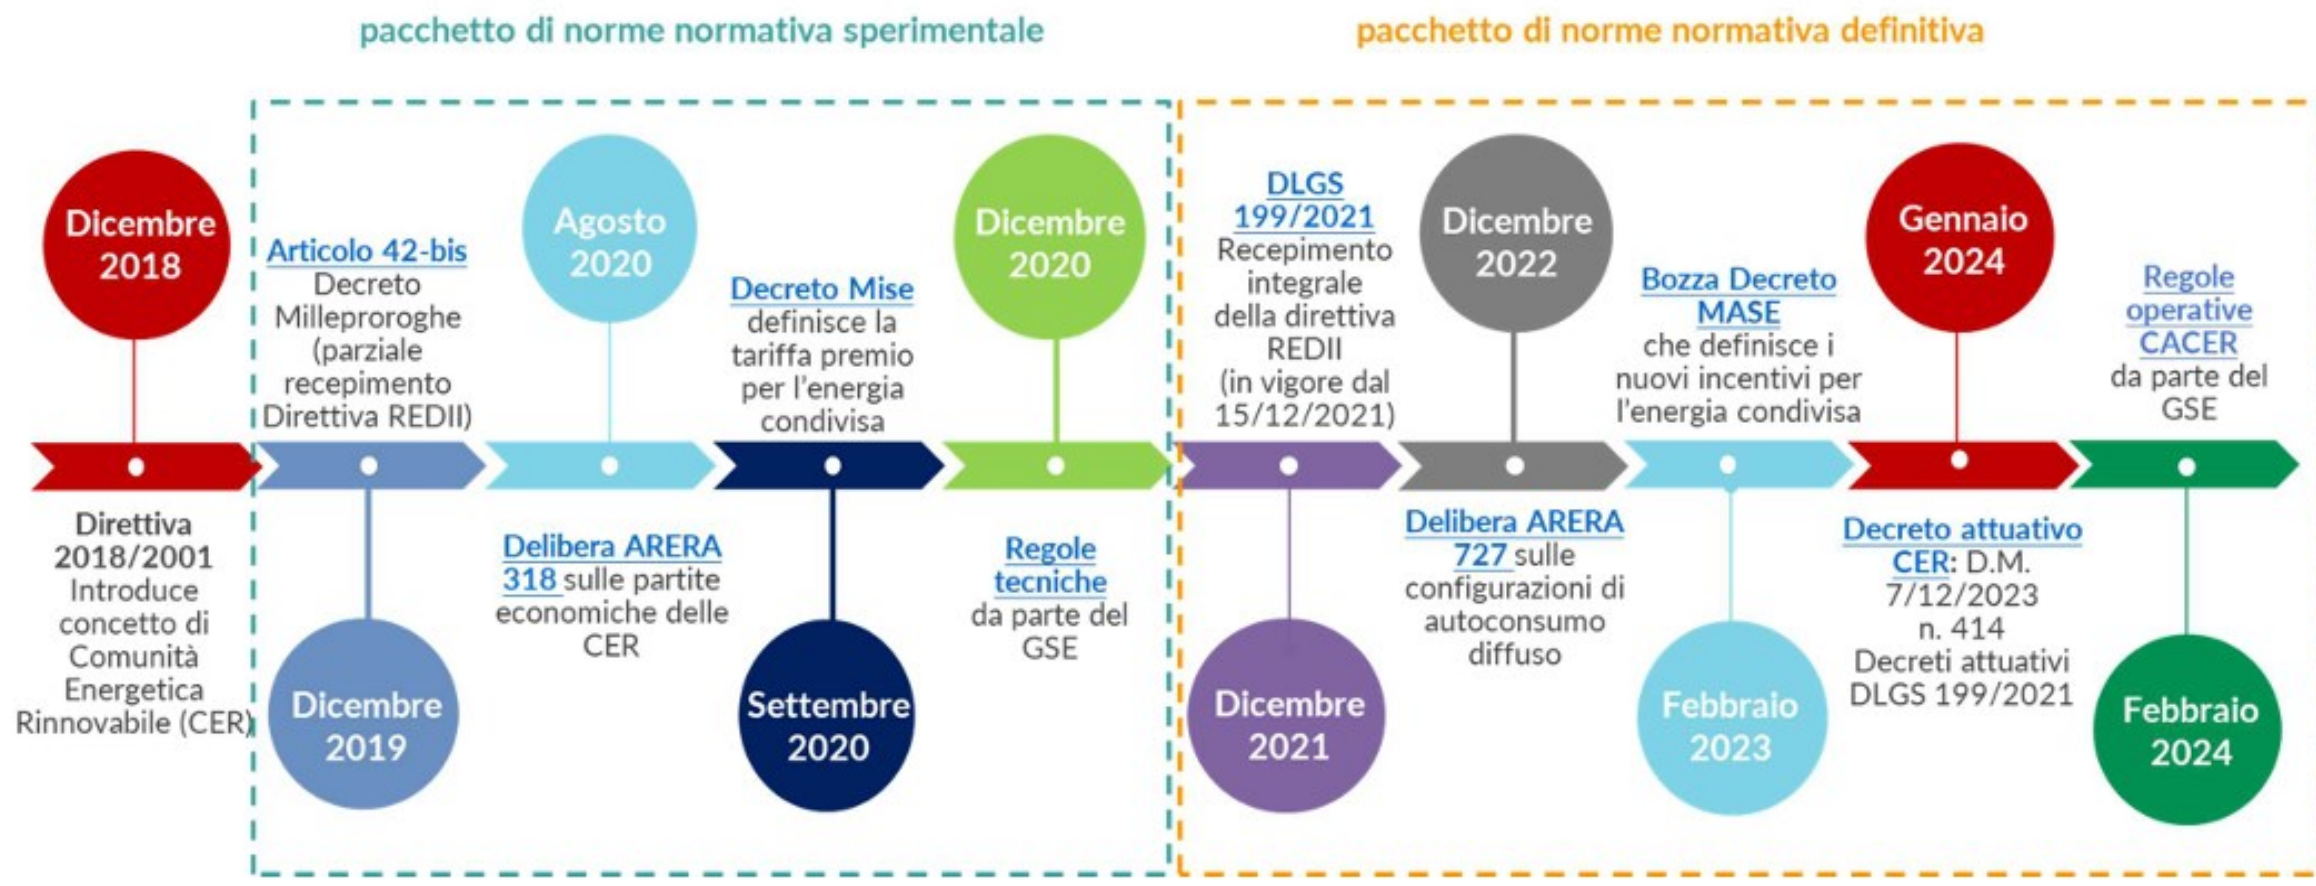 pacchetto di norme normativa sperimentale
pacchetto di norme normativa definitiva
Dicembre
2018
Direttiva
2018/2001
Introduce
concetto di
Comunità
Energetica
Rinnovabile (CER)
Articolo 42-bis
Decreto
Milleproroghe
(parziale
recepimento
Direttiva REDII)
Dicembre
2019
Agosto
2020
Delibera ARERA
318 sulle partite
economiche delle
CER
Decreto Mise
definisce la
tariffa premio
per l'energia
condivisa
Settembre
2020
Dicembre
2020
Regole
tecniche
da parte del
GSE
DLGS
199/2021
Recepimento
integrale
della direttiva
REDII
(in vigore dal
15/12/2021)
Dicembre
2021
Dicembre
2022
Delibera ARERA
727 sulle
configurazioni di
autoconsumo
diffuso
Bozza Decreto
MASE
che definisce i
nuovi incentivi per
l'energia condivisa
Febbraio
2023
Gennaio
2024
Decreto attuativo
CER: D.M.
7/12/2023
n. 414
Decreti attuativi
DLGS 199/2021
Regole
operative
CACER
da parte del
GSE
Febbraio
2024